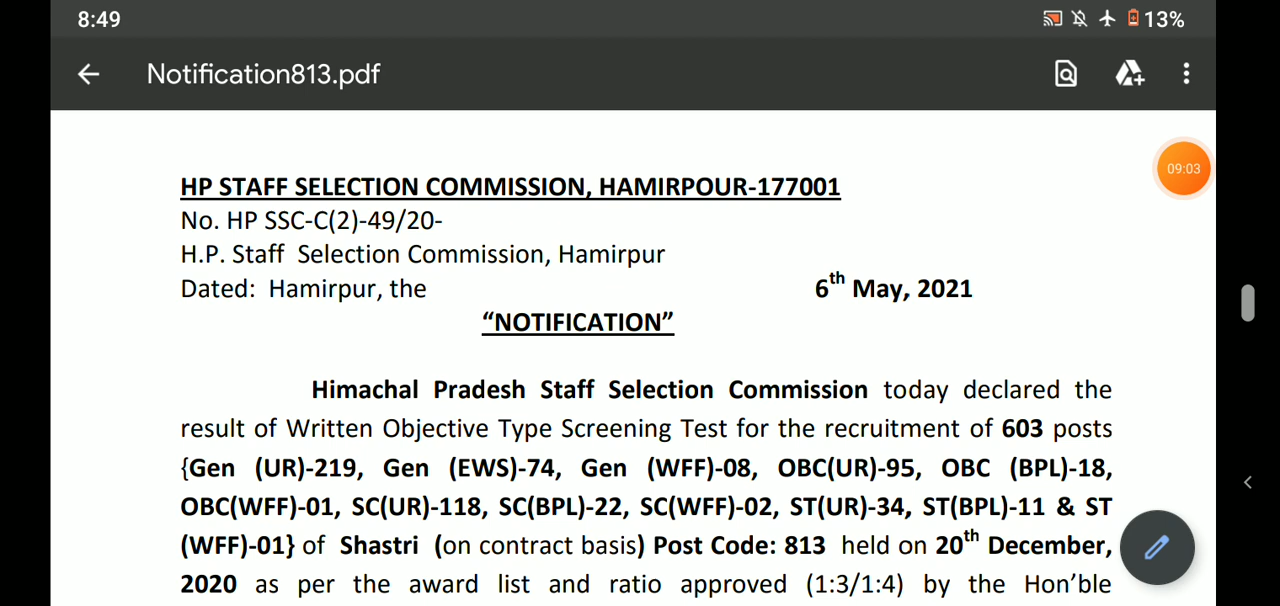 8:49
13%
Notification813.pdf
09:03
HP STAFF SELECTION COMMISSION, HAMIRPOUR-177001
No. HP SSC-C(2)-49/20-
H.P. Staff  Selection Commission, Hamirpur
Dated:  Hamirpur, the 6th May, 2021
“NOTIFICATION”
Himachal Pradesh Staff Selection Commission today declared the
result of Written Objective Type Screening Test for the recruitment of 603 posts
{Gen (UR)-219, Gen (EWS)-74, Gen (WFF)-08, OBC(UR)-95, OBC (BPL)-18,
OBC(WFF)-01, SC(UR)-118, SC(BPL)-22, SC(WFF)-02, ST(UR)-34, ST(BPL)-11 & ST
(WFF)-01} of Shastri (on contract basis) Post Code: 813 held on 20th December,
2020 as per the award list and ratio approved (1:3/1:4) by the Hon’ble